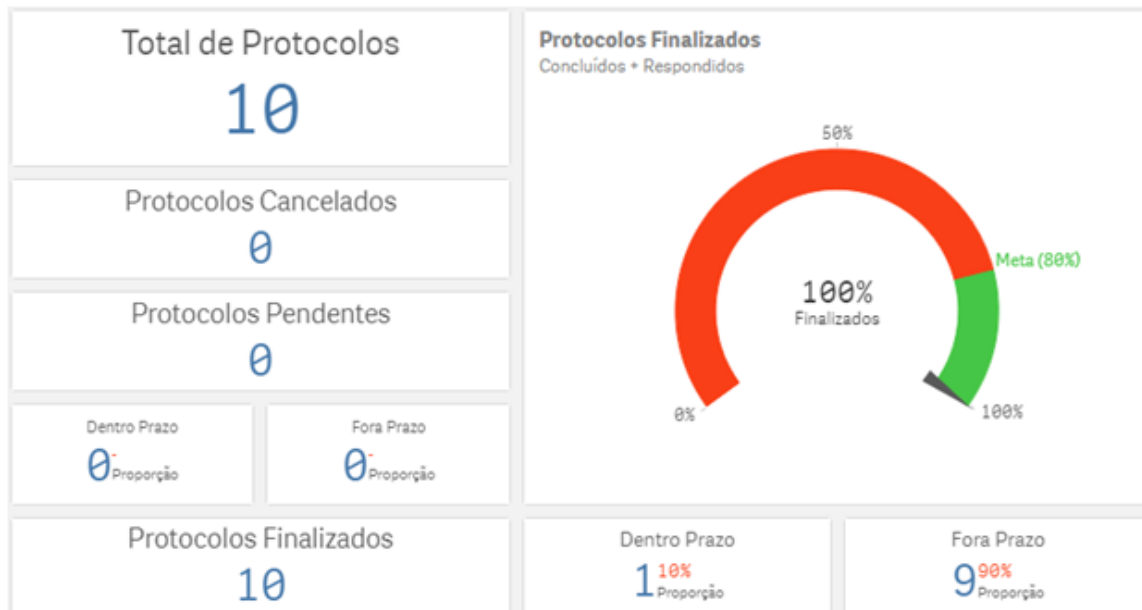 Total de Protocolos
10
Protocolos Cancelados
0
Protocolos Pendentes
0
Dentro Prazo
0 - Proporção
Fora Prazo
0 - Proporção
Protocolos Finalizados
10
Protocolos Finalizados
Concluídos + Respondidos
50%
Meta (80%)
100%
Finalizados
0%
100%
Dentro Prazo
1 10% Proporção
Fora Prazo
9 90% Proporção